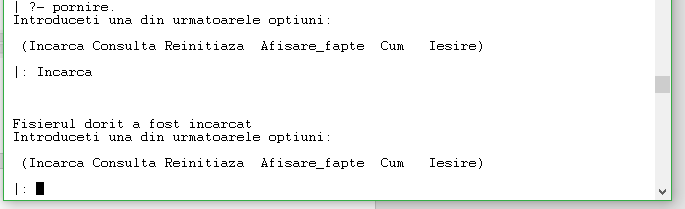 | ?- pornire.
Introduceti una din urmatoarele optiuni:
(Incarca Consulta Reinitiaza  Afisare_fapte  Cum   Iesire)
|: Incarca
Fisierul dorit a fost incarcat
Introduceti una din urmatoarele optiuni:
(Incarca Consulta Reinitiaza  Afisare_fapte  Cum   Iesire)
|: